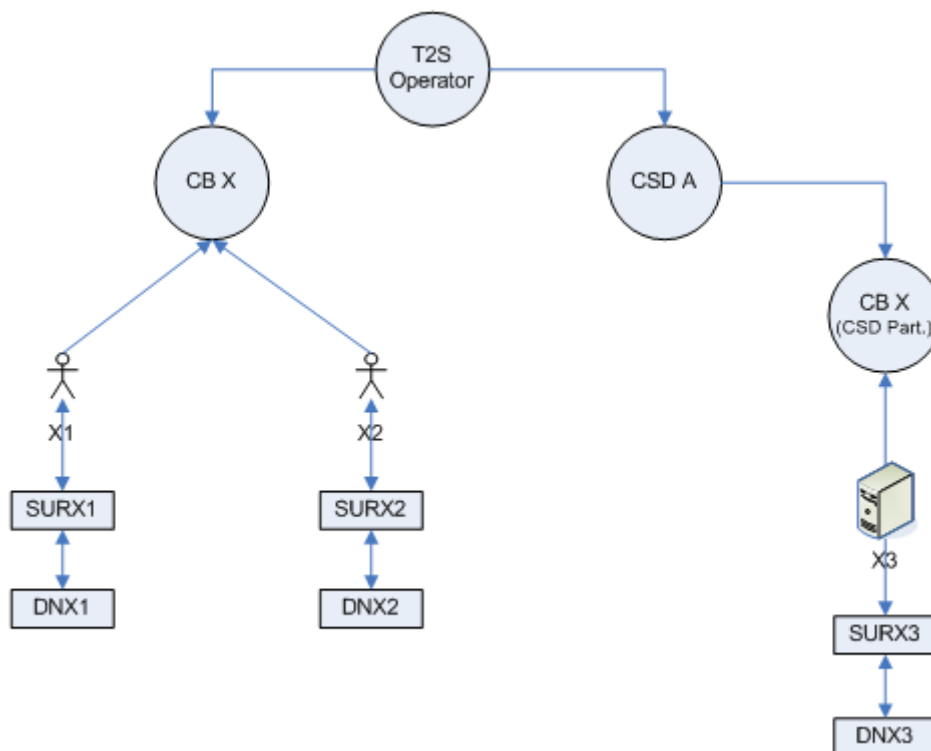 T2S
Operator
CB X
CSD A
CB X
(CSD Part.)
X1
X2
SURX1
SURX2
X3
DNX1
DNX2
SURX3
DNX3